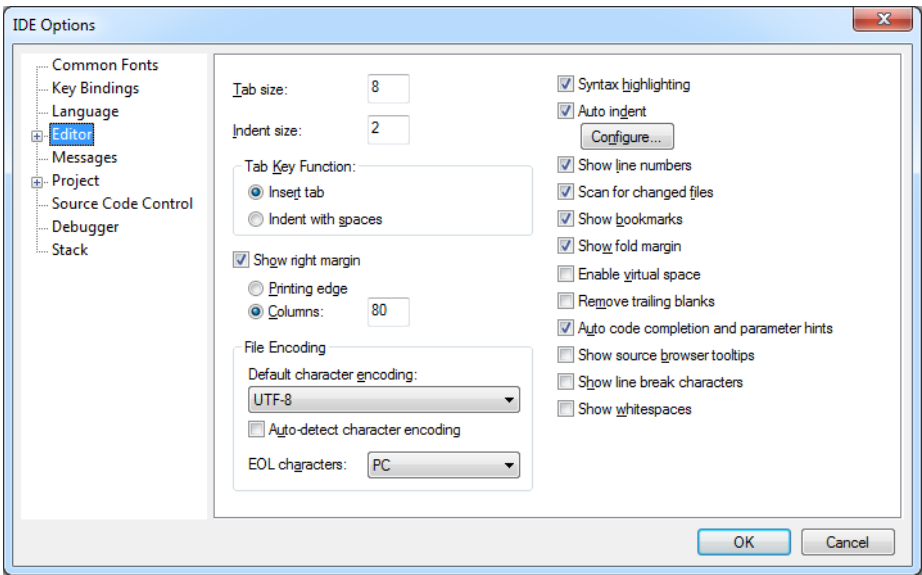 IDE Options
Common Fonts
Key Bindings
Language
Editor
Messages
Project
Source Code Control
Debugger
Stack
Tab size: 8
Indent size: 2
Tab Key Function:
Insert tab
Indent with spaces
Show right margin
Printing edge
Columns: 80
File Encoding
Default character encoding:
UTF-8
Auto-detect character encoding
EOL characters: PC
Syntax highlighting
Auto indent
Configure...
Show line numbers
Scan for changed files
Show bookmarks
Show fold margin
Enable virtual space
Remove trailing blanks
Auto code completion and parameter hints
Show source browser tooltips
Show line break characters
Show whitespaces
OK Cancel